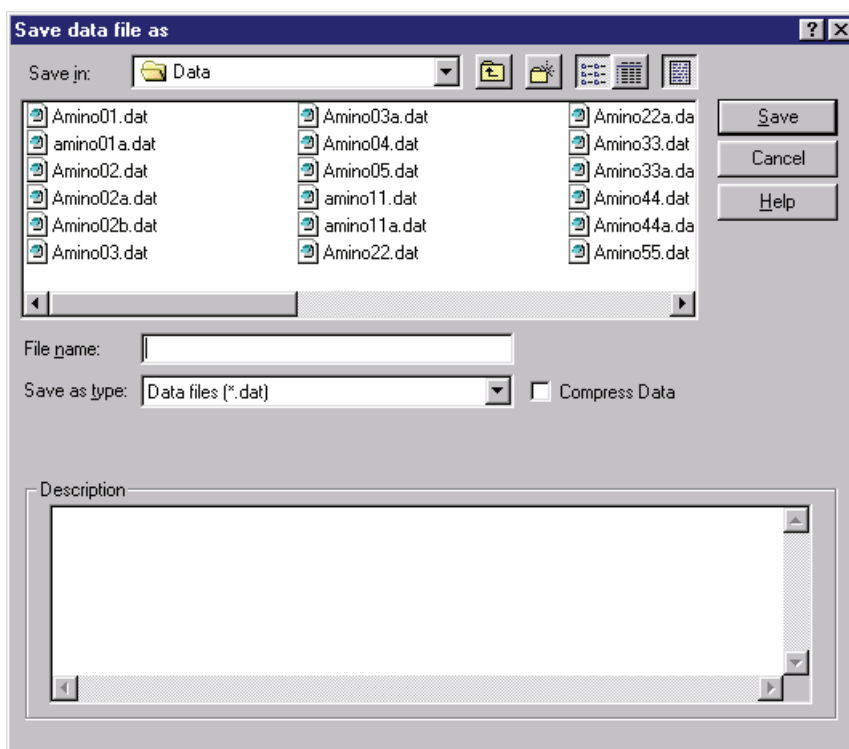 Save data file as
Save in: Data
Amino01.dat Amino03a.dat Amino22a.da
amino01a.dat Amino04.dat Amino33.dat
Amino02.dat Amino05.dat Amino33a.da
Amino02a.dat amino11.dat Amino44.dat
Amino02b.dat amino11a.dat Amino44a.da
Amino03.dat Amino22.dat Amino55.dat
Save
Cancel
Help
File name:
Save as type: Data files (*.dat) Compress Data
Description